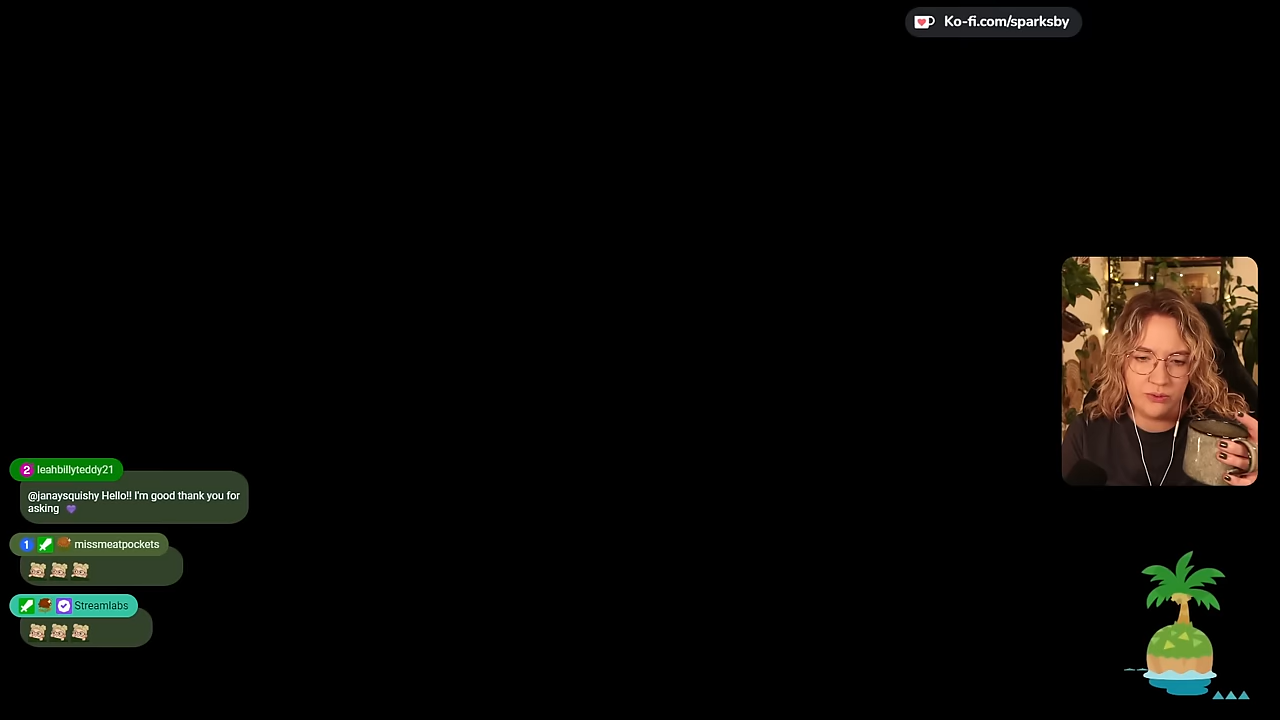 Ko-fi.com/sparksby
2 leahbillyteddy21
@janaysquishy Hello!! I'm good thank you for
asking
1 missmeatpockets
Streamlabs